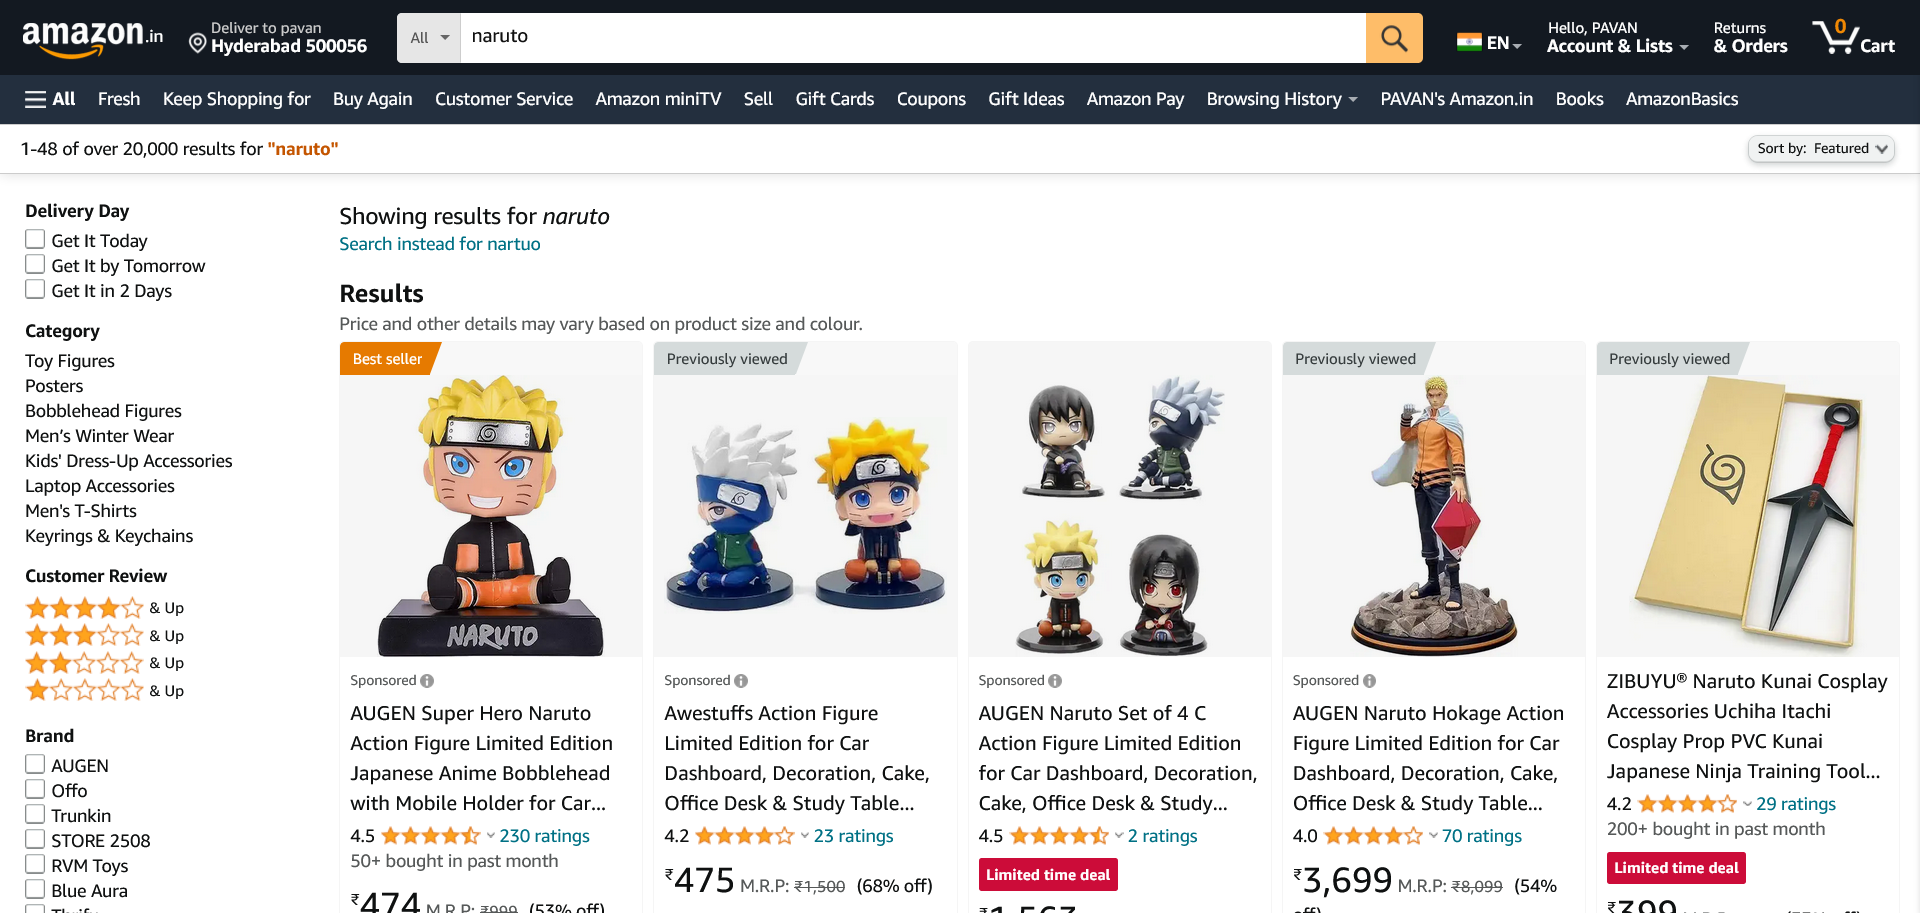 amazon.in
Deliver to pavan
Hyderabad 500056
All
naruto
EN
Hello, PAVAN
Account & Lists
Returns
& Orders
0
Cart
All
Fresh
Keep Shopping for
Buy Again
Customer Service
Amazon miniTV
Sell
Gift Cards
Coupons
Gift Ideas
Amazon Pay
Browsing History
PAVAN's Amazon.in
Books
AmazonBasics
1-48 of over 20,000 results for "naruto"
Sort by: Featured
Delivery Day
Get It Today
Get It by Tomorrow
Get It in 2 Days
Category
Toy Figures
Posters
Bobblehead Figures
Men’s Winter Wear
Kids' Dress-Up Accessories
Laptop Accessories
Men's T-Shirts
Keyrings & Keychains
Customer Review
& Up
& Up
& Up
& Up
Brand
AUGEN
Offo
Trunkin
STORE 2508
RVM Toys
Blue Aura
Showing results for naruto
Search instead for nartuo
Results
Price and other details may vary based on product size and colour.
Best seller
NARUTO
Sponsored
AUGEN Super Hero Naruto
Action Figure Limited Edition
Japanese Anime Bobblehead
with Mobile Holder for Car...
4.5 230 ratings
50+ bought in past month
₹474 M.R.P: ₹999 (53% off)
Previously viewed
Sponsored
Awestuffs Action Figure
Limited Edition for Car
Dashboard, Decoration, Cake,
Office Desk & Study Table...
4.2 23 ratings
₹475 M.R.P: ₹1,500 (68% off)
Sponsored
AUGEN Naruto Set of 4 C
Action Figure Limited Edition
for Car Dashboard, Decoration,
Cake, Office Desk & Study...
4.5 2 ratings
Limited time deal
Previously viewed
Sponsored
AUGEN Naruto Hokage Action
Figure Limited Edition for Car
Dashboard, Decoration, Cake,
Office Desk & Study Table...
4.0 70 ratings
₹3,699 M.R.P: ₹8,099 (54%
off)
Previously viewed
ZIBUYU® Naruto Kunai Cosplay
Accessories Uchiha Itachi
Cosplay Prop PVC Kunai
Japanese Ninja Training Tool...
4.2 29 ratings
200+ bought in past month
Limited time deal
₹399